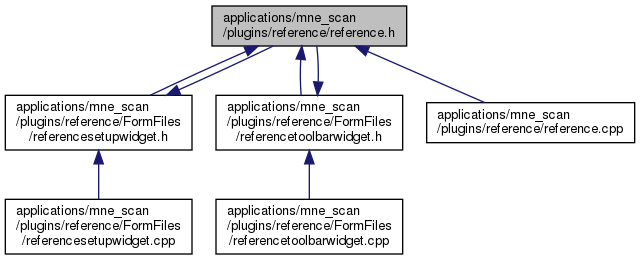 applications/mne_scan
/plugins/reference/reference.h
applications/mne_scan
/plugins/reference/FormFiles
/referencesetupwidget.h
applications/mne_scan
/plugins/reference/FormFiles
/referencetoolbarwidget.h
applications/mne_scan
/plugins/reference/reference.cpp
applications/mne_scan
/plugins/reference/FormFiles
/referencesetupwidget.cpp
applications/mne_scan
/plugins/reference/FormFiles
/referencetoolbarwidget.cpp